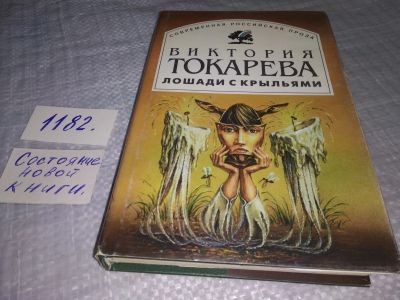 СОВРЕМЕННАЯ РОССИЙСКАЯ ПРОЗА
ВИКТОРИЯ
ТОКАРЕВА
ЛОШАДИ С КРЫЛЬЯМИ
1182.
Состояние
новой
книги.